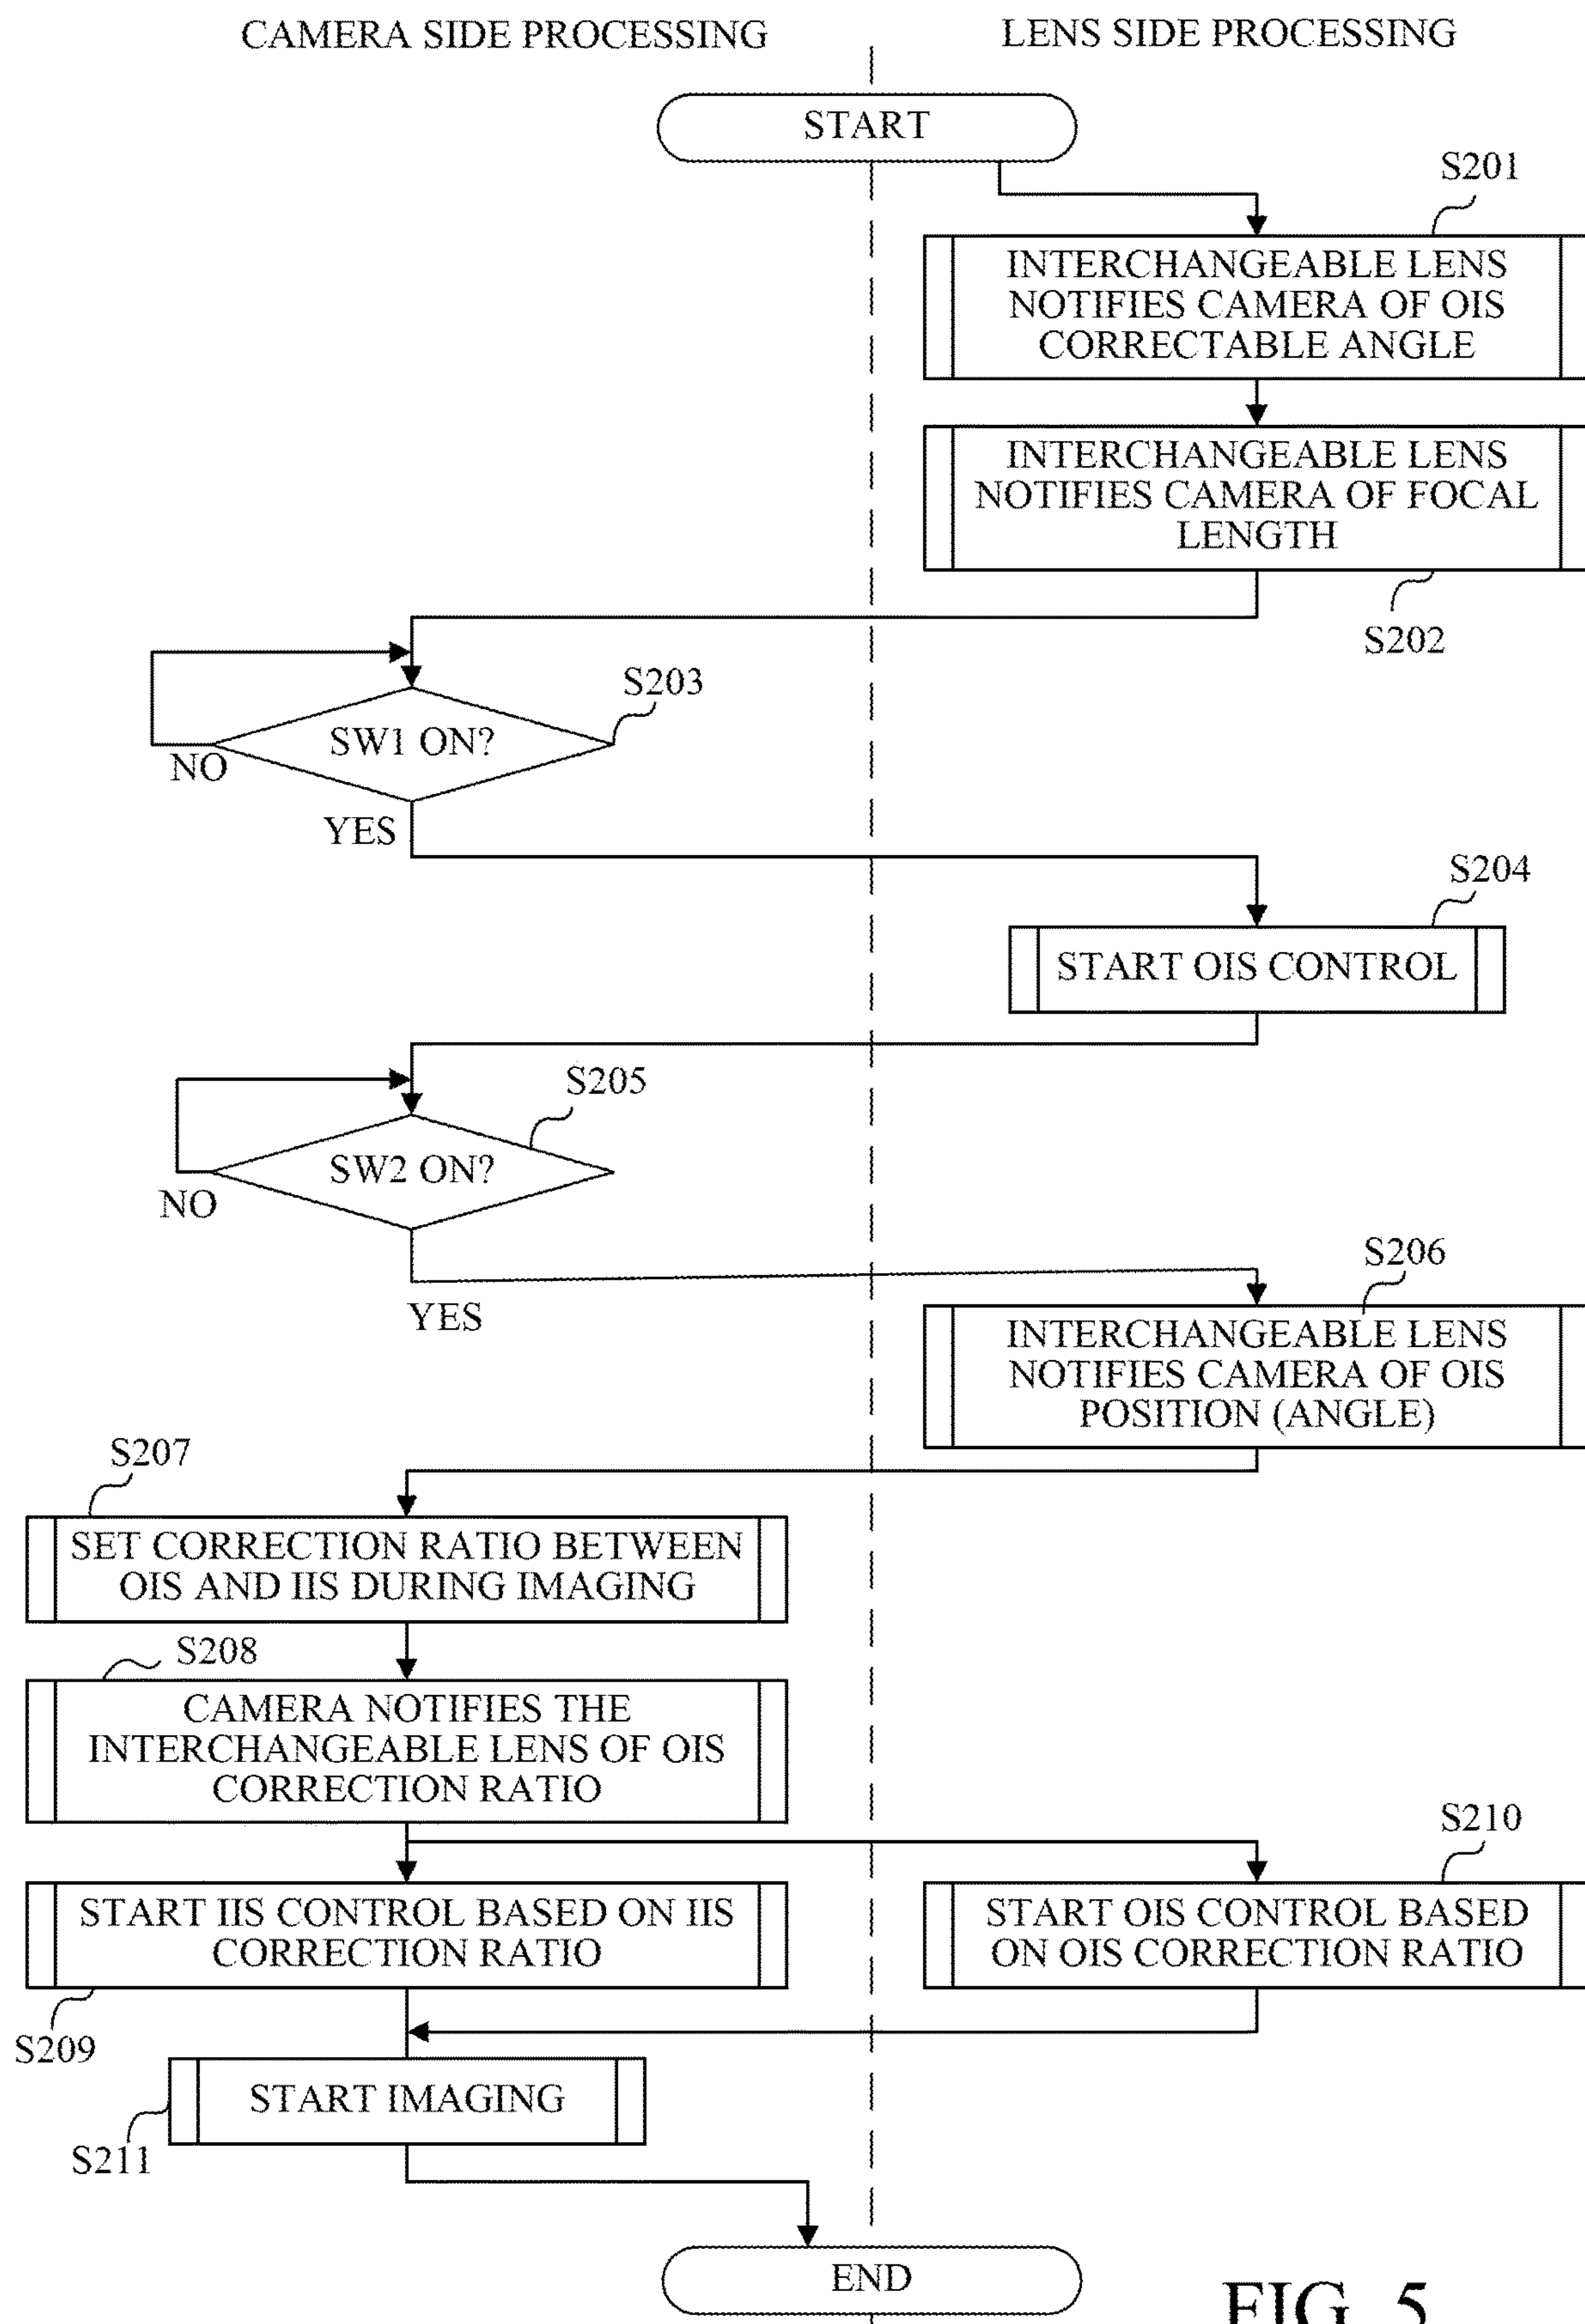 CAMERA SIDE PROCESSING
LENS SIDE PROCESSING
START
S201
INTERCHANGEABLE LENS
NOTIFIES CAMERA OF OIS
CORRECTABLE ANGLE
INTERCHANGEABLE LENS
NOTIFIES CAMERA OF FOCAL
LENGTH
S202
S203
SW1 ON?
NO
YES
S204
START OIS CONTROL
S205
SW2 ON?
NO
YES
S206
INTERCHANGEABLE LENS
NOTIFIES CAMERA OF OIS
POSITION (ANGLE)
S207
SET CORRECTION RATIO BETWEEN
OIS AND IIS DURING IMAGING
S208
CAMERA NOTIFIES THE
INTERCHANGEABLE LENS OF OIS
CORRECTION RATIO
S210
START IIS CONTROL BASED ON IIS
CORRECTION RATIO
START OIS CONTROL BASED
ON OIS CORRECTION RATIO
S209
START IMAGING
S211
END
FIG. 5